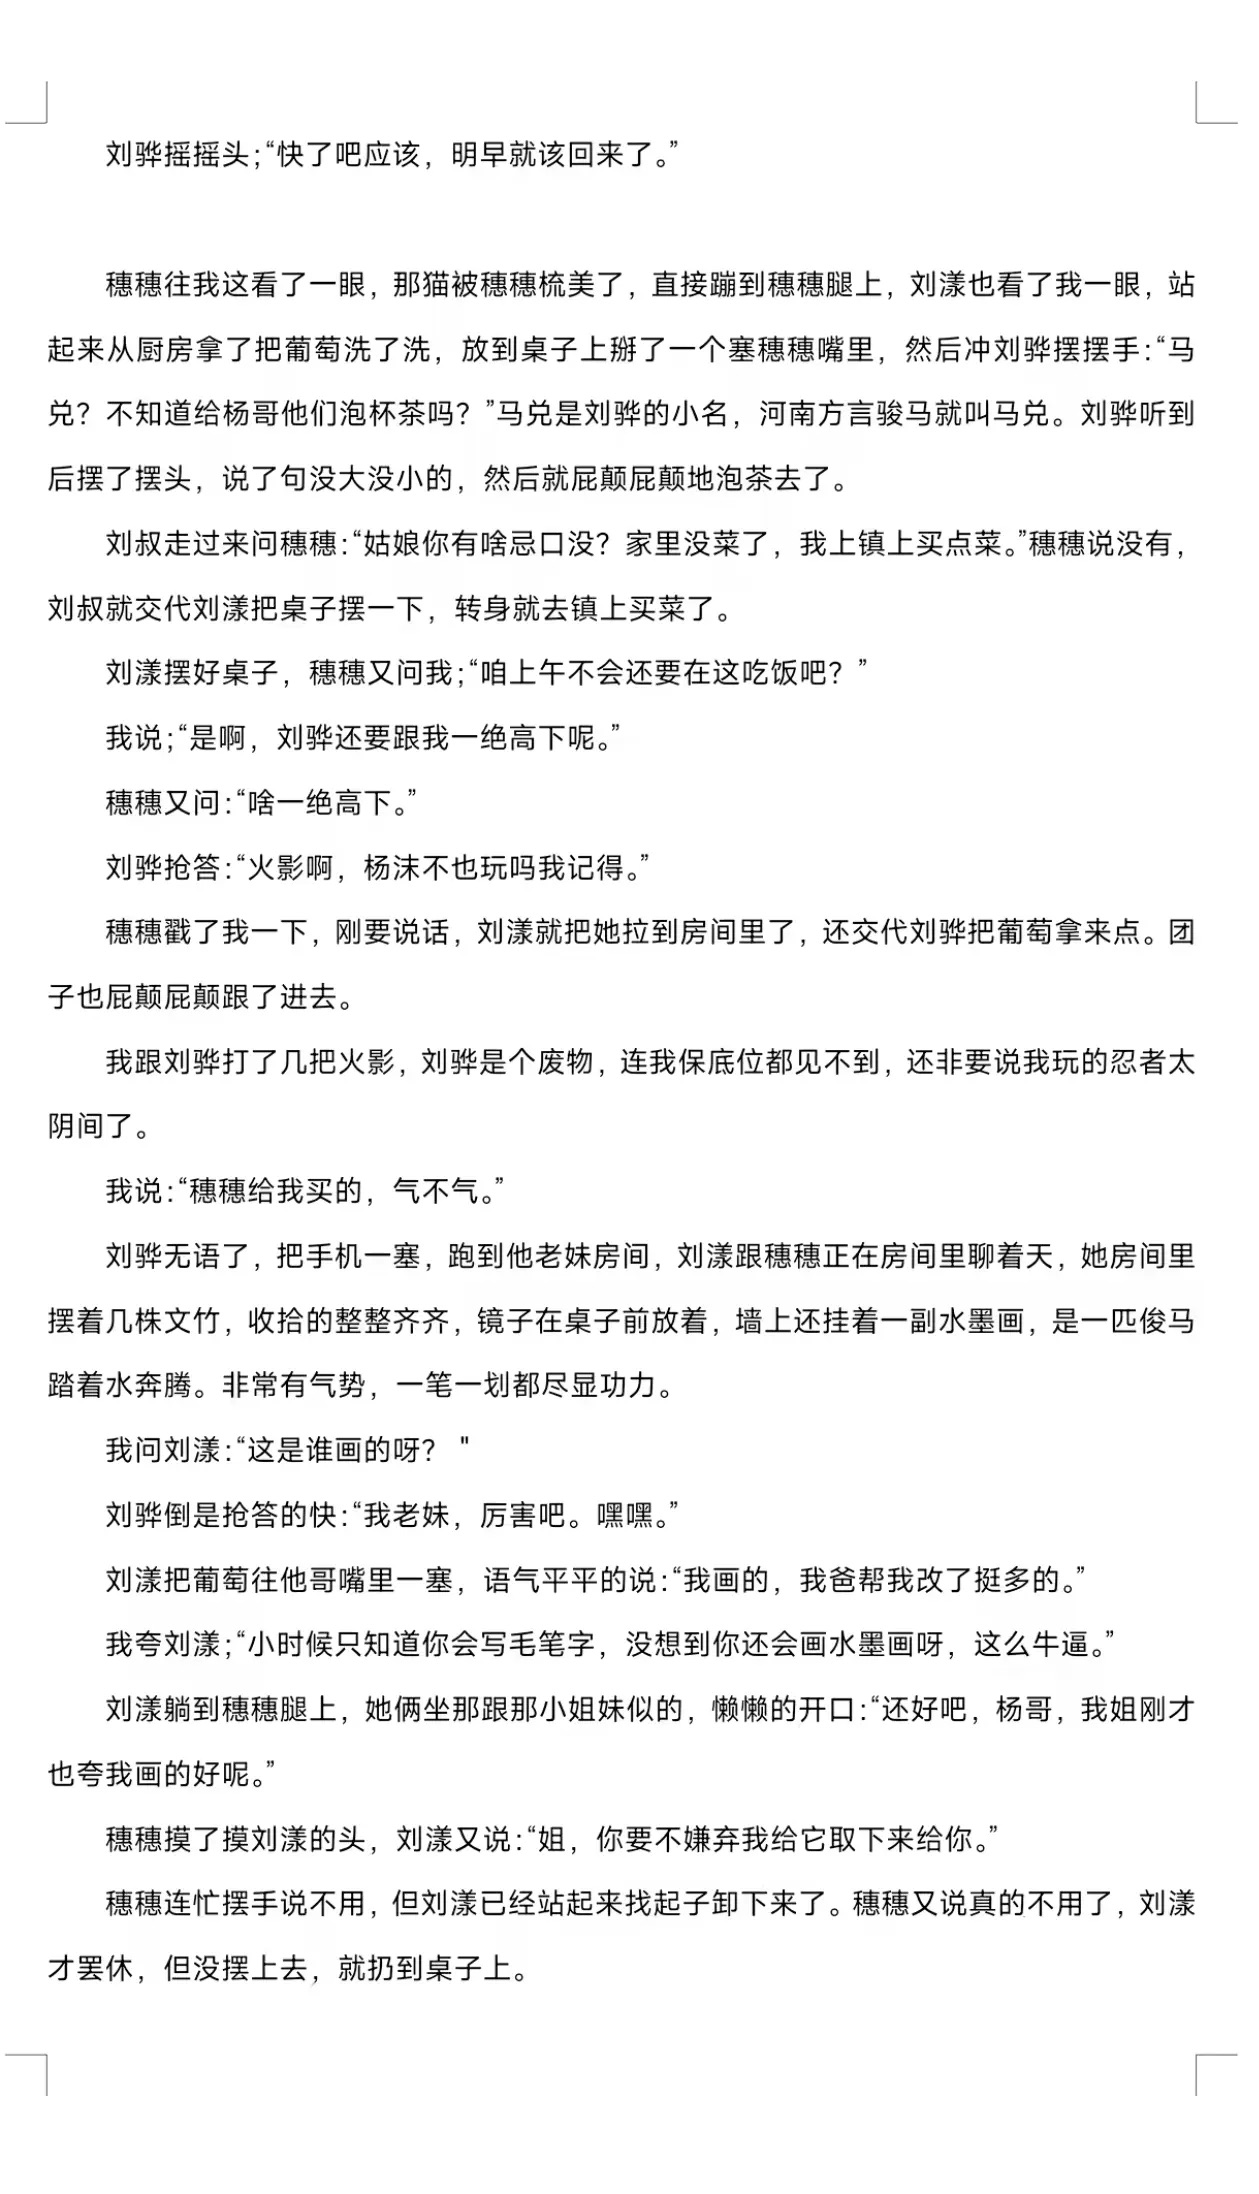 刘骅摇摇头；“快了吧应该，明早就该回来了。”
穗穗往我这看了一眼，那猫被穗穗梳美了，直接蹦到穗穗腿上，刘漾也看了我一眼，站
起来从厨房拿了把葡萄洗了洗，放到桌子上掰了一个塞穗穗嘴里，然后冲刘骅摆摆手：“马
兑？不知道给杨哥他们泡杯茶吗？”马兑是刘骅的小名，河南方言骏马就叫马兑。刘骅听到
后摆了摆头，说了句没大没小的，然后就屁颠屁颠地泡茶去了。
刘叔走过来问穗穗：“姑娘你有啥忌口没？家里没菜了，我上镇上买点菜。”穗穗说没有，
刘叔就交代刘漾把桌子摆一下，转身就去镇上买菜了。
刘漾摆好桌子，穗穗又问我；“咱上午不会还要在这吃饭吧？”
我说；“是啊，刘骅还要跟我一绝高下呢。”
穗穗又问：“啥一绝高下。”
刘骅抢答：“火影啊，杨沫不也玩吗我记得。”
穗穗戳了我一下，刚要说话，刘漾就把她拉到房间里了，还交代刘骅把葡萄拿来点。团
子也屁颠屁颠跟了进去。
我跟刘骅打了几把火影，刘骅是个废物，连我保底位都见不到，还非要说我玩的忍者太
阴间了。
我说：“穗穗给我买的，气不气。”
刘骅无语了，把手机一塞，跑到他老妹房间，刘漾跟穗穗正在房间里聊着天，她房间里
摆着几株文竹，收拾的整整齐齐，镜子在桌子前放着，墙上还挂着一副水墨画，是一匹俊马
踏着水奔腾。非常有气势，一笔一划都尽显功力。
我问刘漾：“这是谁画的呀？ "
刘骅倒是抢答的快：“我老妹，厉害吧。嘿嘿。”
刘漾把葡萄往他哥嘴里一塞，语气平平的说：“我画的，我爸帮我改了挺多的。”
我夸刘漾；“小时候只知道你会写毛笔字，没想到你还会画水墨画呀，这么牛逼。”
刘漾躺到穗穗腿上，她俩坐那跟那小姐妹似的，懒懒的开口：“还好吧，杨哥，我姐刚才
也夸我画的好呢。”
穗穗摸了摸刘漾的头，刘漾又说：“姐，你要不嫌弃我给它取下来给你。”
穗穗连忙摆手说不用，但刘漾已经站起来找起子卸下来了。穗穗又说真的不用了，刘漾
才罢休，但没摆上去，就扔到桌子上。